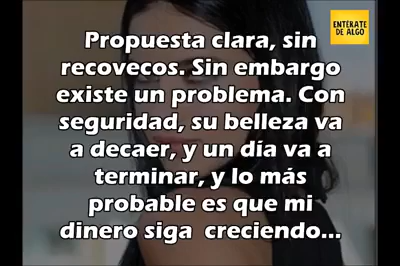 ENTÉRATE
DE ALGO
Propuesta clara, sin
recovecos. Sin embargo
existe un problema. Con
seguridad, su belleza va
a decaer, y un día va a
terminar, y lo más
probable es que mi
dinero siga creciendo...